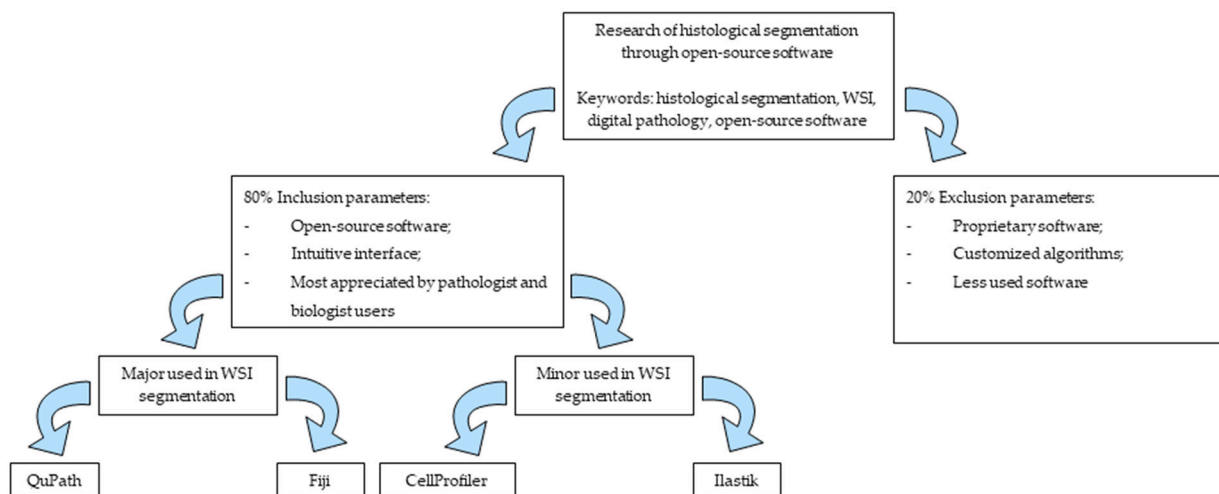 Research of histological segmentation
through open-source software
Keywords: histological segmentation, WSI,
digital pathology, open-source software
80% Inclusion parameters:
- Open-source software;
- Intuitive interface;
- Most appreciated by pathologist and
biologist users
20% Exclusion parameters:
- Proprietary software;
- Customized algorithms;
- Less used software
Major used in WSI
segmentation
Minor used in WSI
segmentation
QuPath
Fiji
CellProfiler
Ilastik